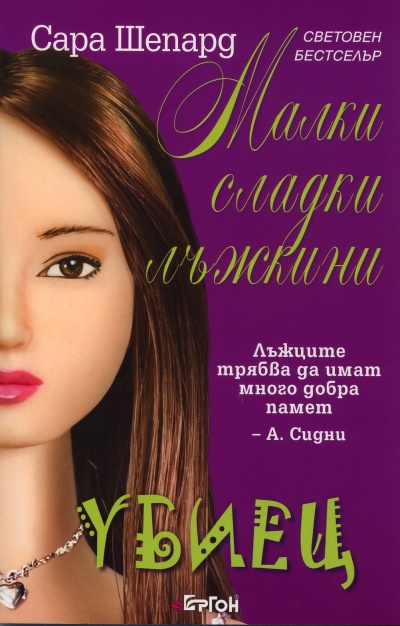 Сара Шепард
СВЕТОВЕН
БЕСТСЕЛЪР
Малки
сладки
лъжкини
Лъжците
трябва да имат
много добра
памет
– А. Сидни
УБИЕЦ
ЕРГОН